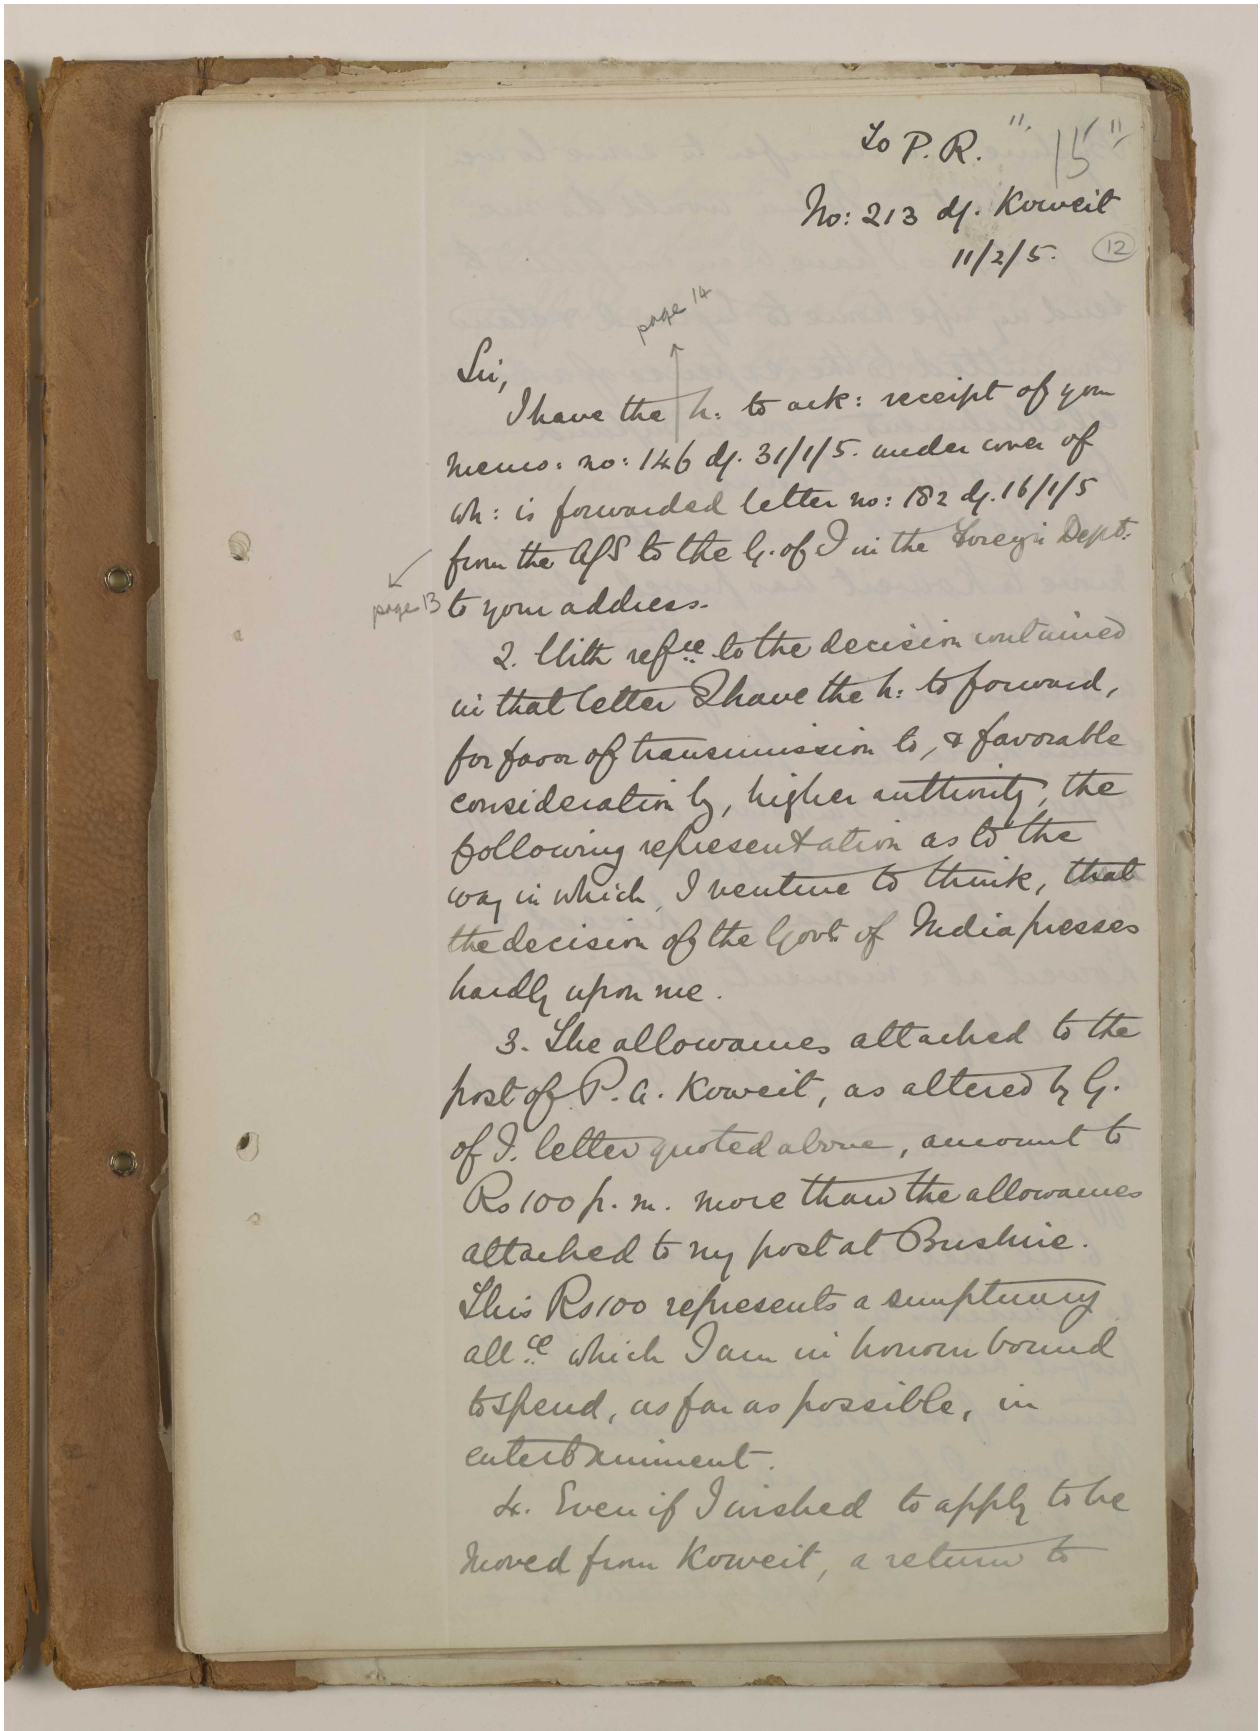 To P. R. " 15 "
No: 213 d/. Koweit
11/2/5. 12
page 14
Sir,
I have the h: to ack: receipt of your
memo: no: 146 d/. 31/1/5. under cover of
wh: is forwarded letter no: 182 d/. 16/1/5
from the A/S to the G. of I in the Foreign Dept:
page 13 to your address.
2. With refce to the decision contained
in that letter I have the h: to forward,
for favor of transmission to, & favorable
consideration by, higher authority, the
following representation as to the
way in which, I venture to think, that
the decision of the Govt of India presses
hardly upon me.
3. The allowances attached to the
post of P. A. Koweit, as altered by G.
of I. letter quoted above, amount to
Rs 100 p. m. more than the allowances
attached to my post at Bushire.
This Rs 100 represents a sumptuary
allce which I am in honour bound
to spend, as far as possible, in
entertainment.
4. Even if I wished to apply to be
moved from Koweit, a return to